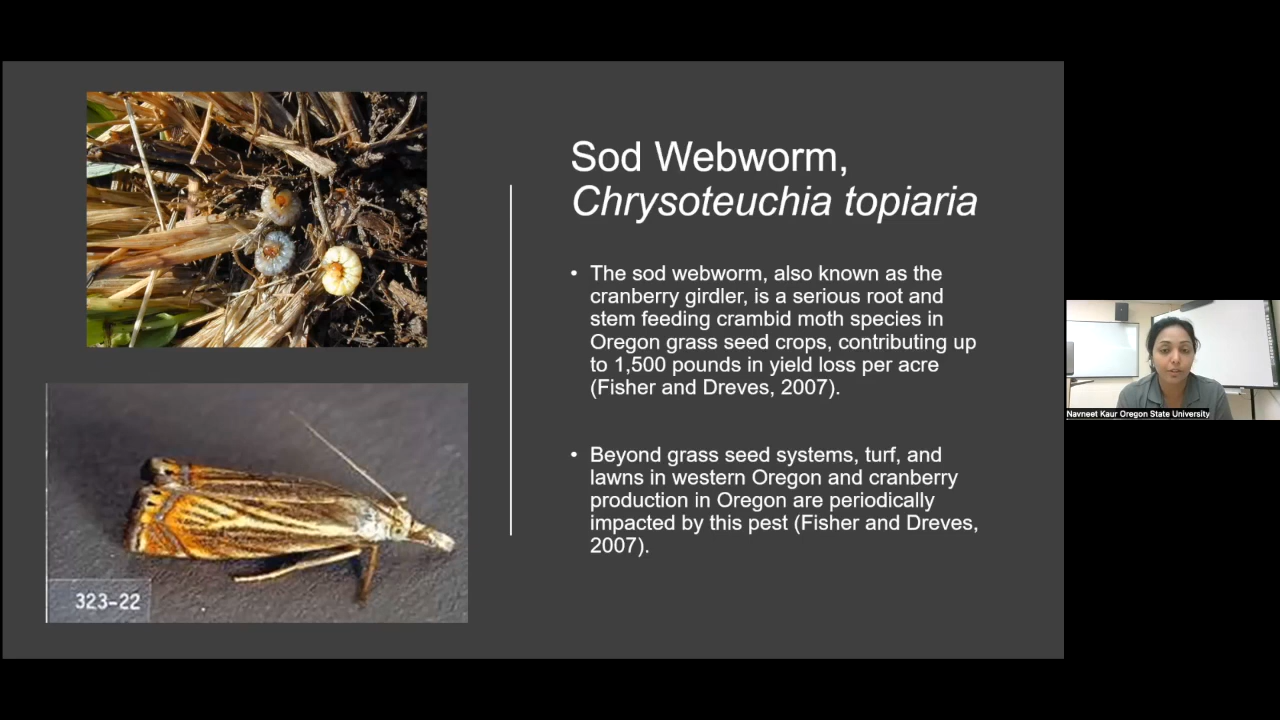 Sod Webworm,
Chrysoteuchia topiaria
• The sod webworm, also known as the
cranberry girdler, is a serious root and
stem feeding crambid moth species in
Oregon grass seed crops, contributing up
to 1,500 pounds in yield loss per acre
(Fisher and Dreves, 2007).
• Beyond grass seed systems, turf, and
lawns in western Oregon and cranberry
production in Oregon are periodically
impacted by this pest (Fisher and Dreves,
2007).
323-22
Navneet Kaur Oregon State University